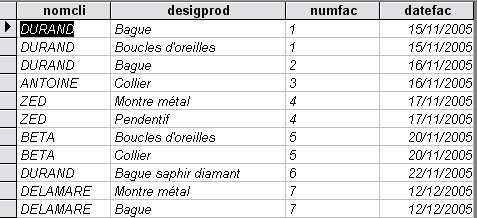 nomcli desigprod numfac datefac
DURAND Bague 1 15/11/2005
DURAND Boucles d'oreilles 1 15/11/2005
DURAND Bague 2 16/11/2005
ANTOINE Collier 3 16/11/2005
ZED Montre métal 4 17/11/2005
ZED Pendentif 4 17/11/2005
BETA Boucles d'oreilles 5 20/11/2005
BETA Collier 5 20/11/2005
DURAND Bague saphir diamant 6 22/11/2005
DELAMARE Montre métal 7 12/12/2005
DELAMARE Bague 7 12/12/2005